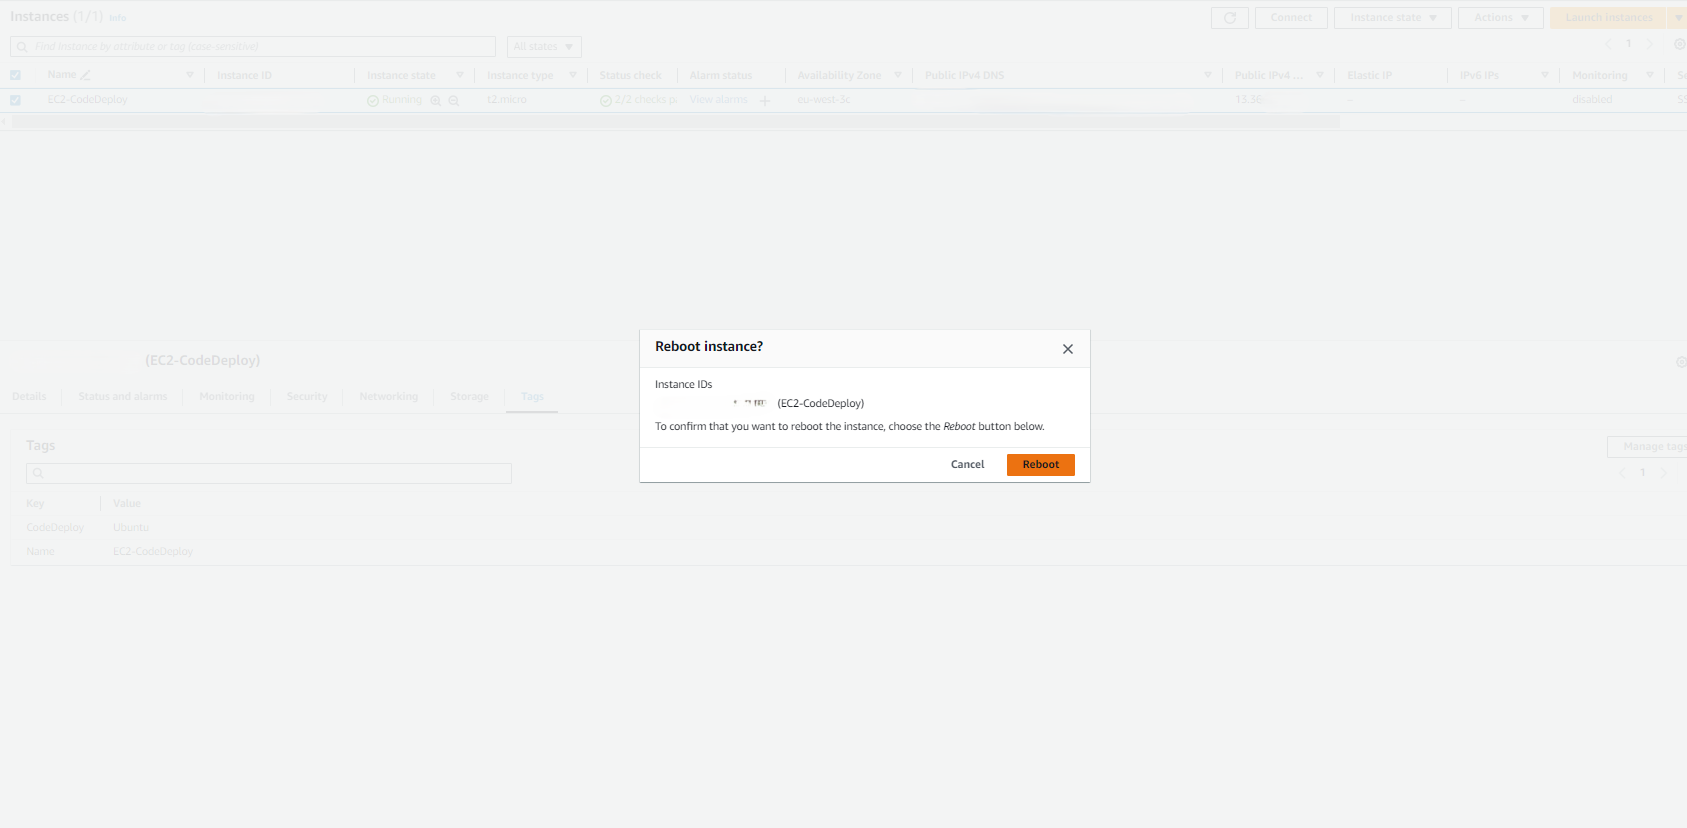 Instances (1/1) Info
Connect Instance state Actions Launch instances
Find instance by attribute or tag (case-sensitive) All states 1
Name Instance ID Instance state Instance type Status check Alarm status Availability Zone Public IPv4 DNS Public IPv4 ... Elastic IP IPv6 IPs Monitoring
EC2-CodeDeploy Running t2.micro 2/2 checks View alarms + eu-west-3c 13.36 - - disabled
Reboot instance?
Instance IDs
(EC2-CodeDeploy)
To confirm that you want to reboot the instance, choose the Reboot button below.
Cancel Reboot
(EC2-CodeDeploy)
Details Status and alarms Monitoring Security Networking Storage Tags
Tags
Manage tags
1
Key Value
CodeDeploy Ubuntu
Name EC2-CodeDeploy